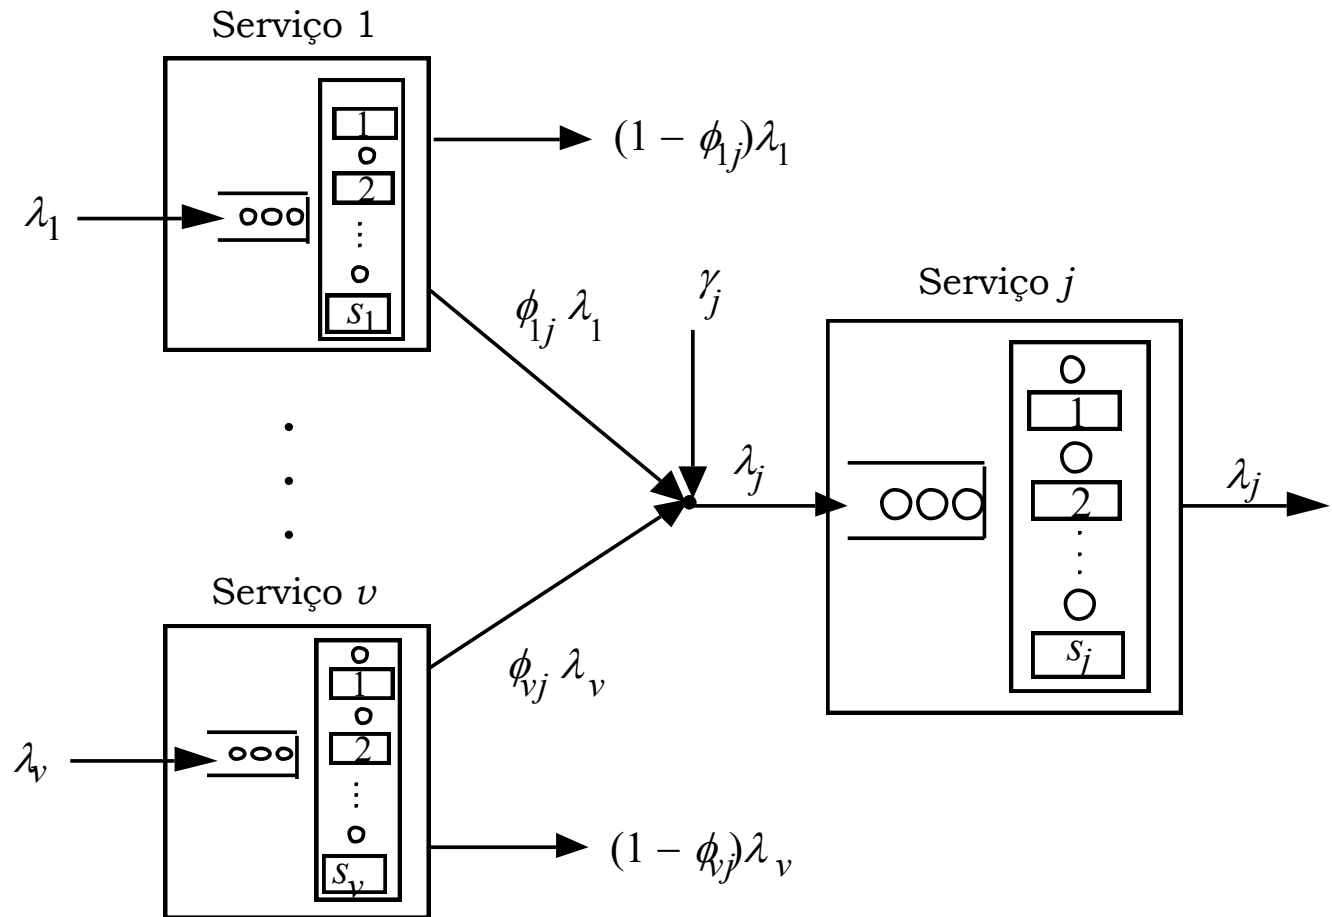 Serviço 1
1
2
⋮
s₁
λ₁
(1 − ϕ₁ⱼ)λ₁
ϕ₁ⱼ λ₁
γⱼ
Serviço j
λⱼ
1
2
⋮
sⱼ
λⱼ
Serviço v
1
2
⋮
sᵥ
λᵥ
ϕᵥⱼ λᵥ
(1 − ϕᵥⱼ)λᵥ